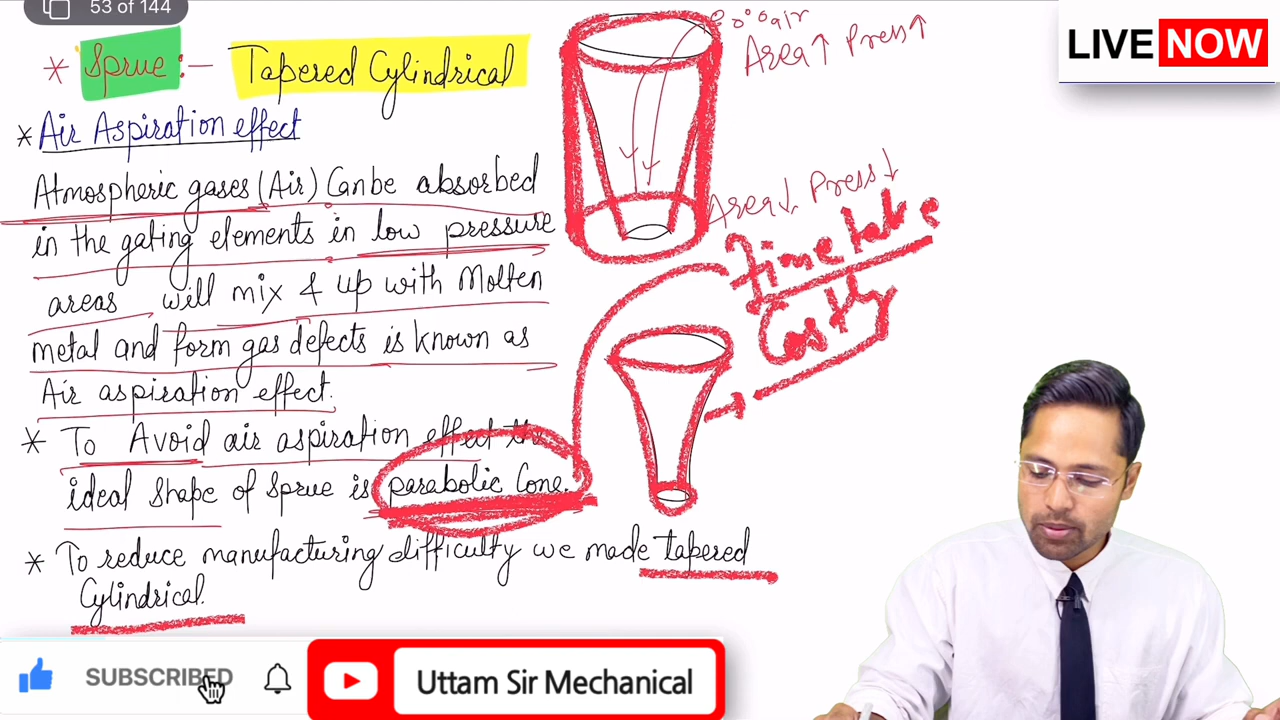 53 of 144
LIVE NOW
* Sprue:- Tapered Cylindrical
* Air Aspiration effect
Atmospheric gases (Air) Can be absorbed
in the gating elements in low pressure
areas will mix & up with Molten
metal and form gas defects is known as
Air aspiration effect.
* To Avoid air aspiration effect the
ideal shape of Sprue is parabolic Cone.
* To reduce manufacturing difficulty we made tapered
Cylindrical.
air
Area↑ Press↑
Area↓ Press↓
Time take
Costly
SUBSCRIBED
Uttam Sir Mechanical